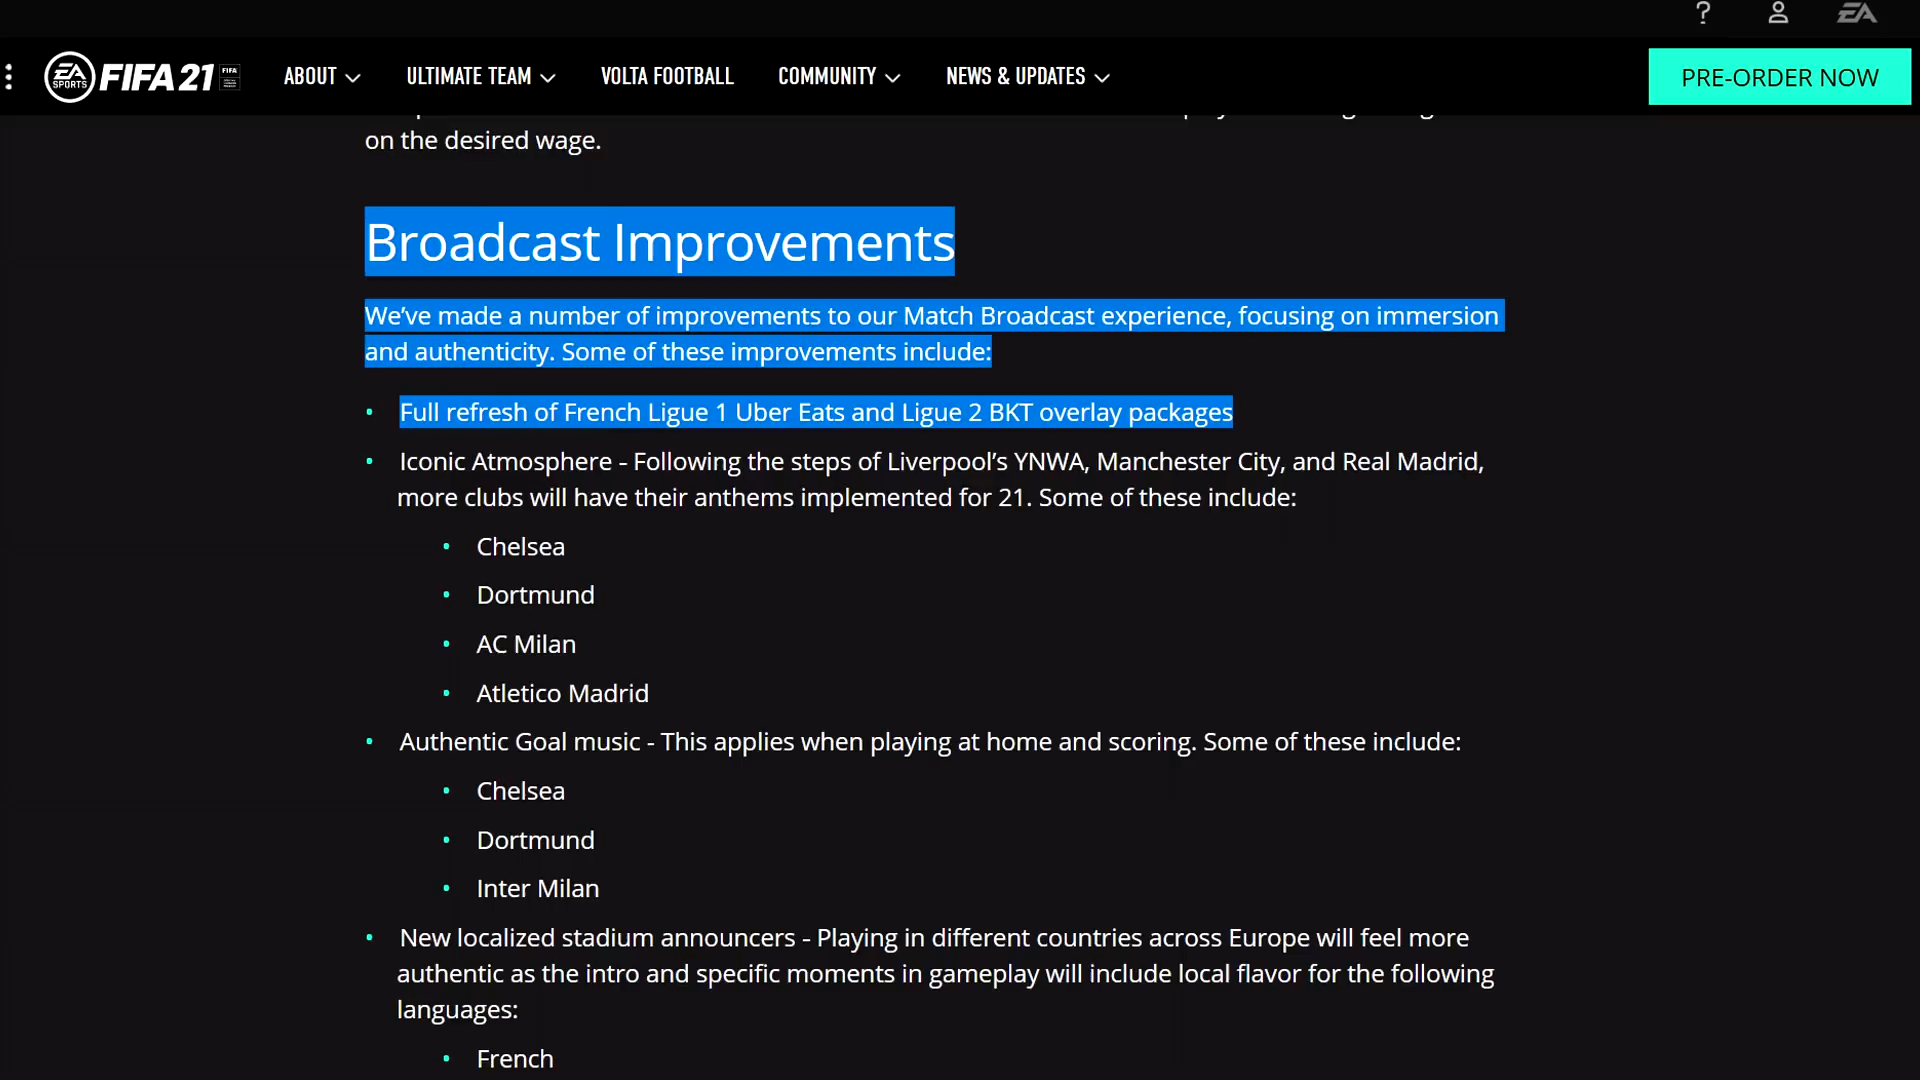 EA SPORTS FIFA 21 FIFA ABOUT ULTIMATE TEAM VOLTA FOOTBALL COMMUNITY NEWS & UPDATES PRE-ORDER NOW
on the desired wage.
Broadcast Improvements
We’ve made a number of improvements to our Match Broadcast experience, focusing on immersion
and authenticity. Some of these improvements include:
• Full refresh of French Ligue 1 Uber Eats and Ligue 2 BKT overlay packages
• Iconic Atmosphere - Following the steps of Liverpool’s YNWA, Manchester City, and Real Madrid,
more clubs will have their anthems implemented for 21. Some of these include:
• Chelsea
• Dortmund
• AC Milan
• Atletico Madrid
• Authentic Goal music - This applies when playing at home and scoring. Some of these include:
• Chelsea
• Dortmund
• Inter Milan
• New localized stadium announcers - Playing in different countries across Europe will feel more
authentic as the intro and specific moments in gameplay will include local flavor for the following
languages:
• French